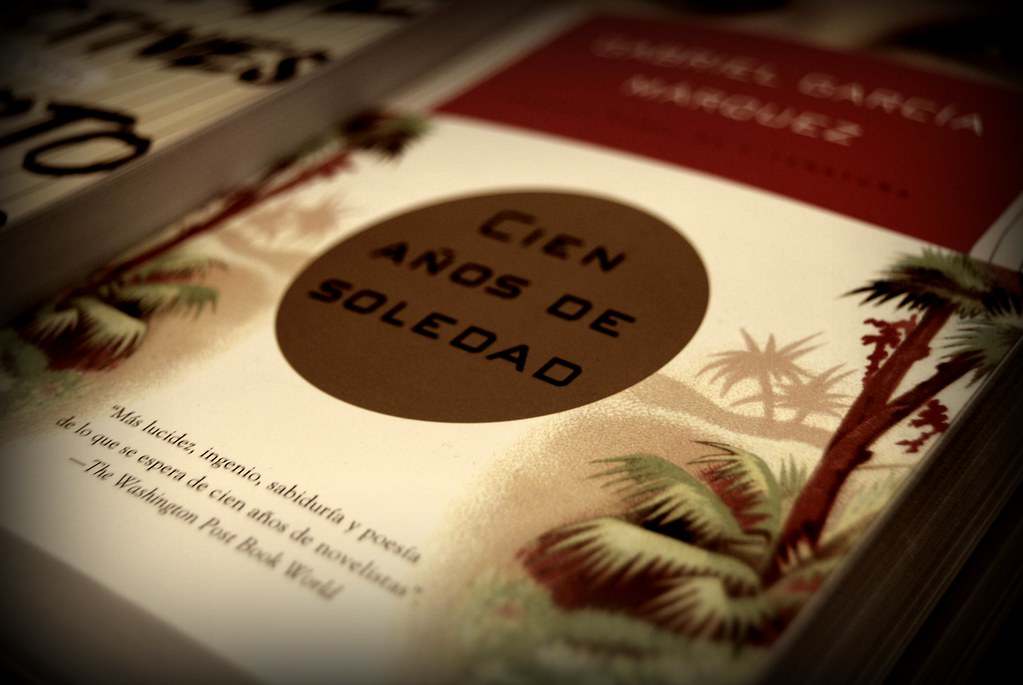 GABRIEL GARCÍA
MÁRQUEZ
CIEN
AÑOS DE
SOLEDAD
"Más lucidez, ingenio, sabiduría y poesía
de lo que se espera de cien años de novelistas"
—The Washington Post Book World